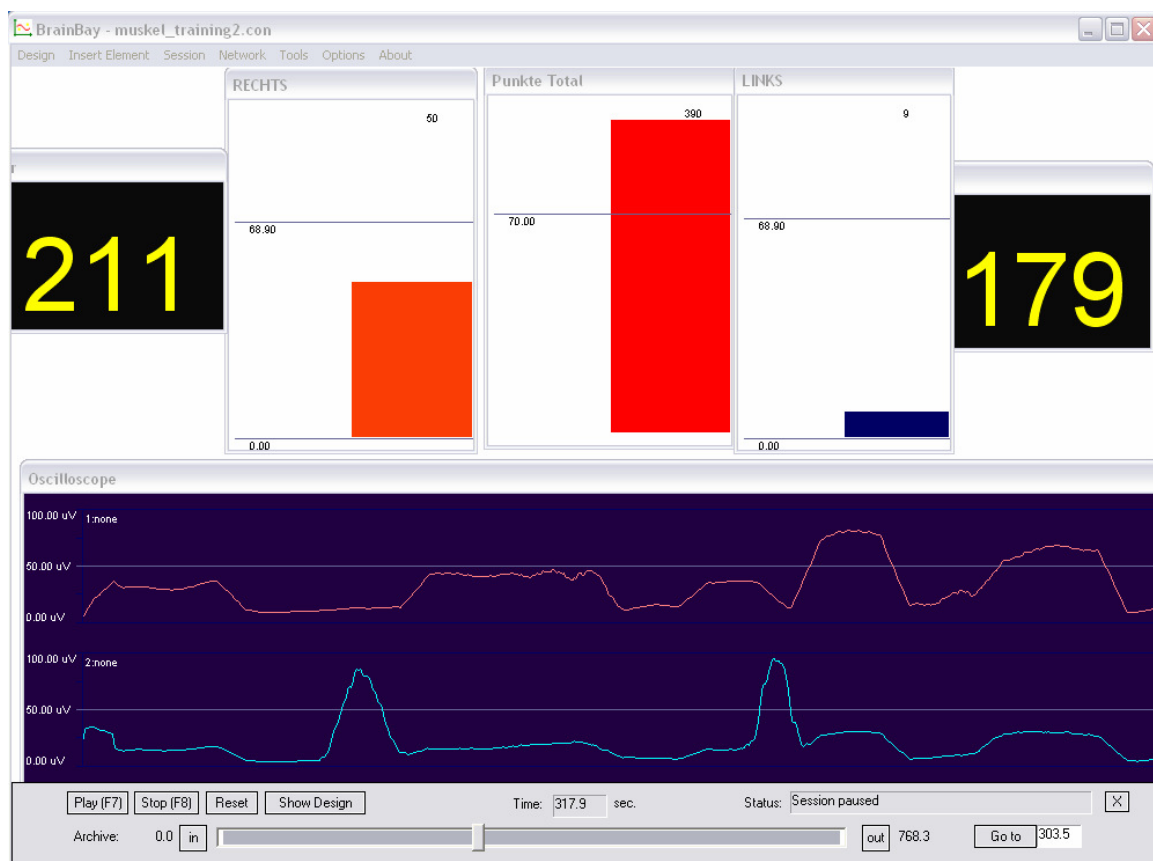 BrainBay - muskel_training2.con
Design Insert Element Session Network Tools Options About
RECHTS
Punkte Total
LINKS
50
390
9
r
211
68.90
70.00
68.90
179
0.00
0.00
Oscilloscope
100.00 uV
1:none
50.00 uV
0.00 uV
100.00 uV
2:none
50.00 uV
0.00 uV
Play (F7) Stop (F8) Reset Show Design Time: 317.9 sec. Status: Session paused X
Archive: 0.0 in out 768.3 Go to 303.5